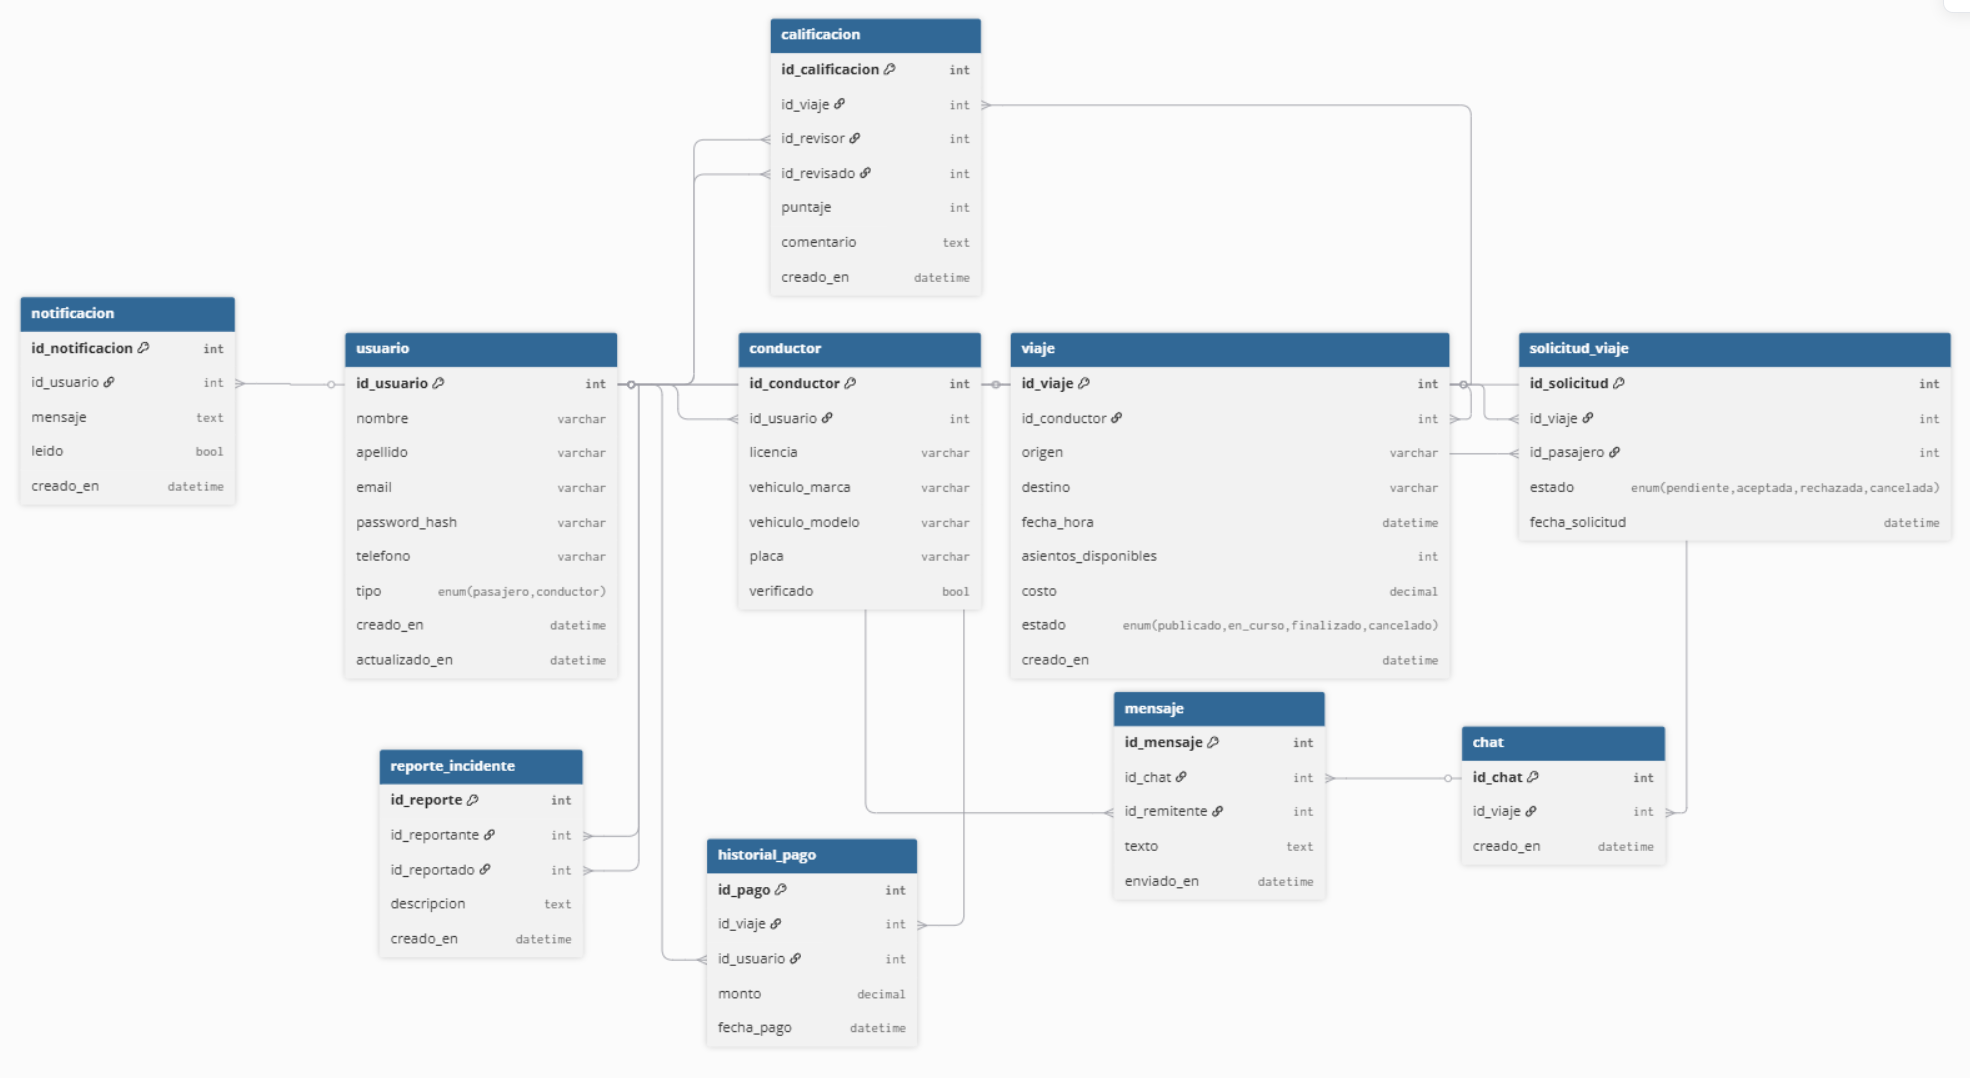 calificacion
id_calificacion int
id_viaje int
id_revisor int
id_revisado int
puntaje int
comentario text
creado_en datetime
notificacion
id_notificacion int
id_usuario int
mensaje text
leido bool
creado_en datetime
usuario
id_usuario int
nombre varchar
apellido varchar
email varchar
password_hash varchar
telefono varchar
tipo enum(pasajero,conductor)
creado_en datetime
actualizado_en datetime
conductor
id_conductor int
id_usuario int
licencia varchar
vehiculo_marca varchar
vehiculo_modelo varchar
placa varchar
verificado bool
viaje
id_viaje int
id_conductor int
origen varchar
destino varchar
fecha_hora datetime
asientos_disponibles int
costo decimal
estado enum(publicado,en_curso,finalizado,cancelado)
creado_en datetime
solicitud_viaje
id_solicitud int
id_viaje int
id_pasajero int
estado enum(pendiente,aceptada,rechazada,cancelada)
fecha_solicitud datetime
reporte_incidente
id_reporte int
id_reportante int
id_reportado int
descripcion text
creado_en datetime
historial_pago
id_pago int
id_viaje int
id_usuario int
monto decimal
fecha_pago datetime
mensaje
id_mensaje int
id_chat int
id_remitente int
texto text
enviado_en datetime
chat
id_chat int
id_viaje int
creado_en datetime